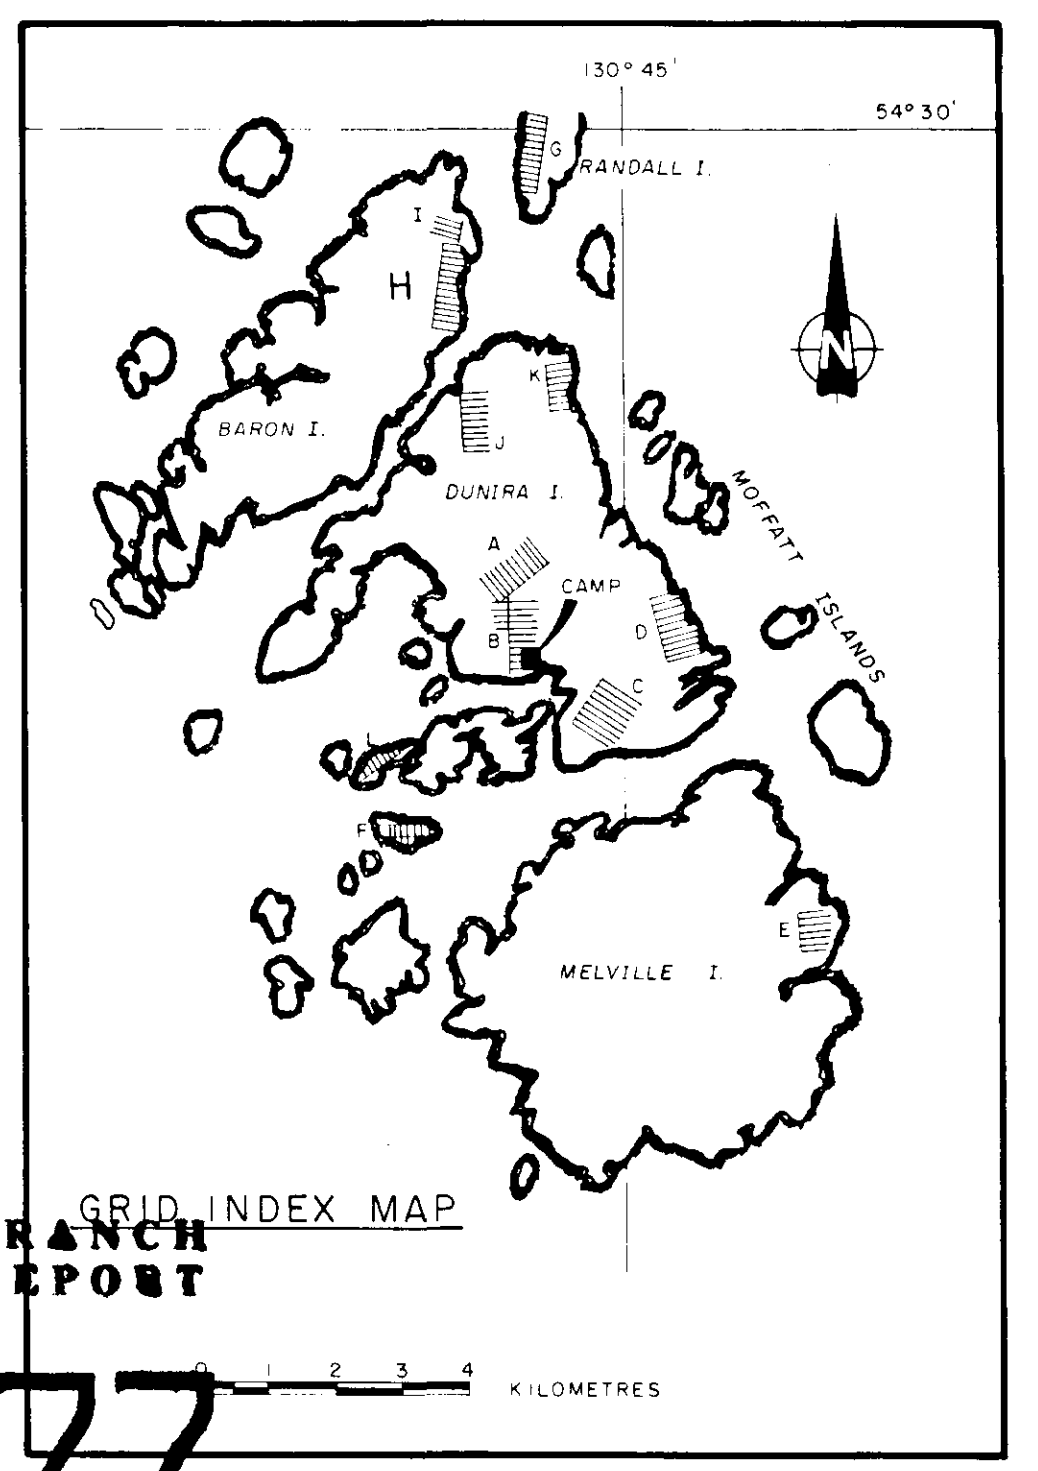 130° 45'
54° 30'
G
RANDALL I.
I
H
K
BARON I.
J
DUNIRA I.
MOFFATT ISLANDS
A
CAMP
B
D
C
L
F
E
MELVILLE I.
N
GRID INDEX MAP
RANCH
EPORT
0 1 2 3 4
KILOMETRES
77